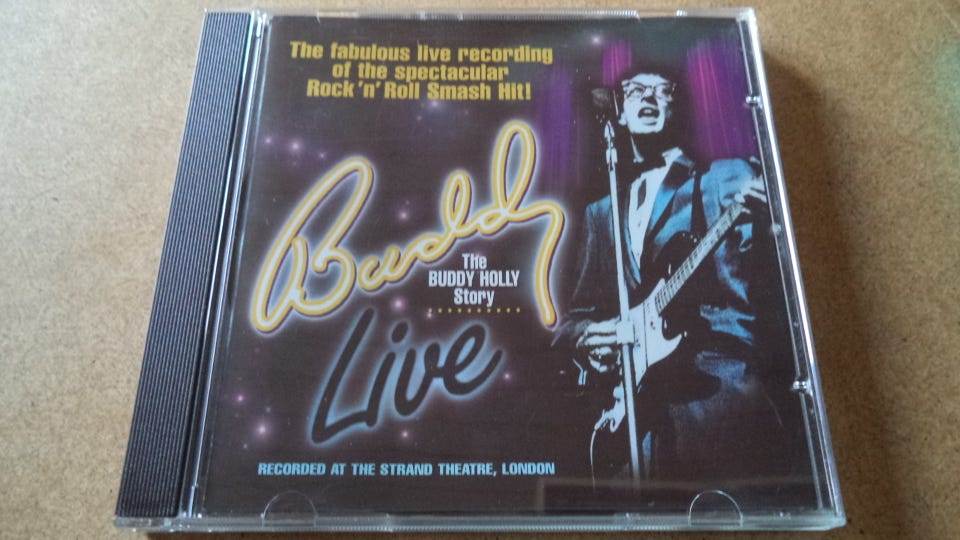 The fabulous live recording
of the spectacular
Rock 'n' Roll Smash Hit!
Buddy
The
BUDDY HOLLY
Story
Live
RECORDED AT THE STRAND THEATRE, LONDON